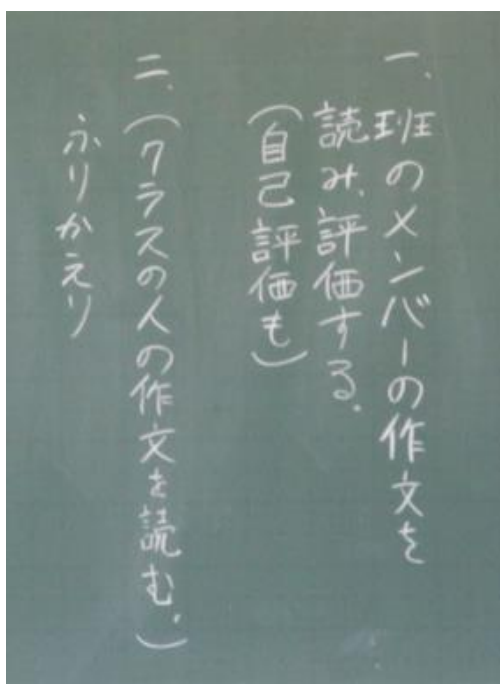 一、班のメンバーの作文を
読み、評価する。
(自己評価も)
二、(クラスの人の作文を読む。)
ふりかえり